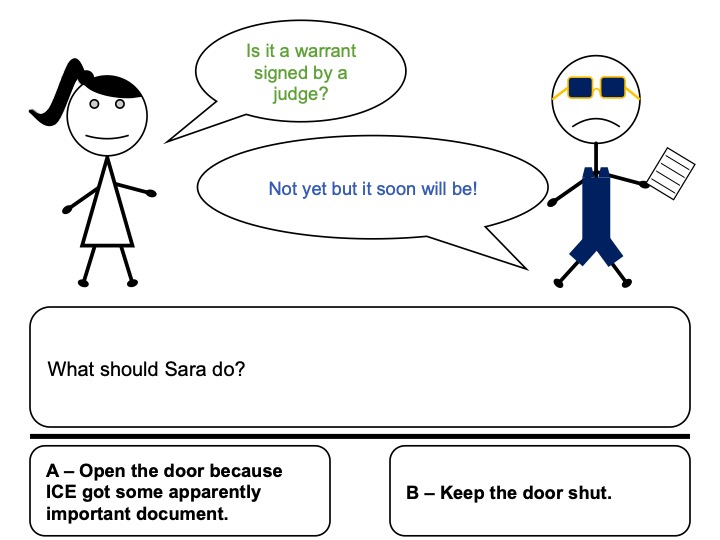 Is it a warrant
signed by a
judge?
Not yet but it soon will be!
What should Sara do?
A – Open the door because
ICE got some apparently
important document.
B – Keep the door shut.